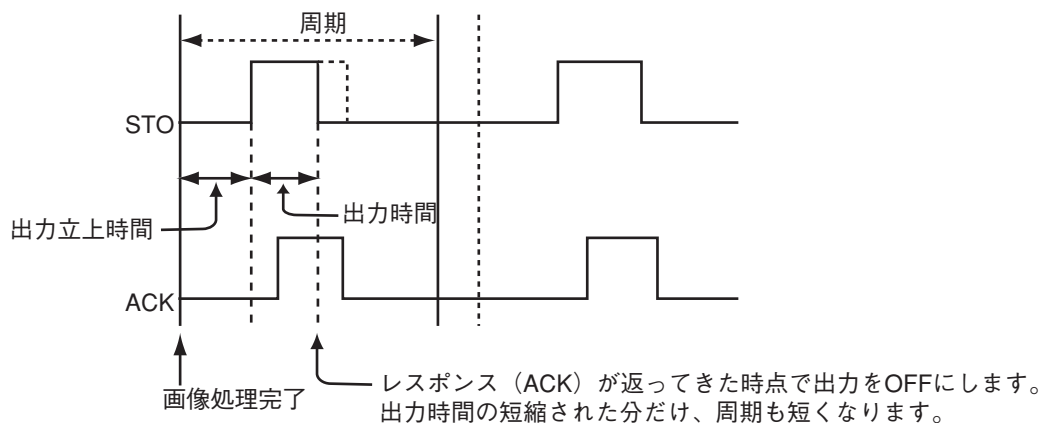 周期
STO
出力立上時間
出力時間
ACK
画像処理完了
レスポンス（ACK）が返ってきた時点で出力をOFFにします。
出力時間の短縮された分だけ、周期も短くなります。